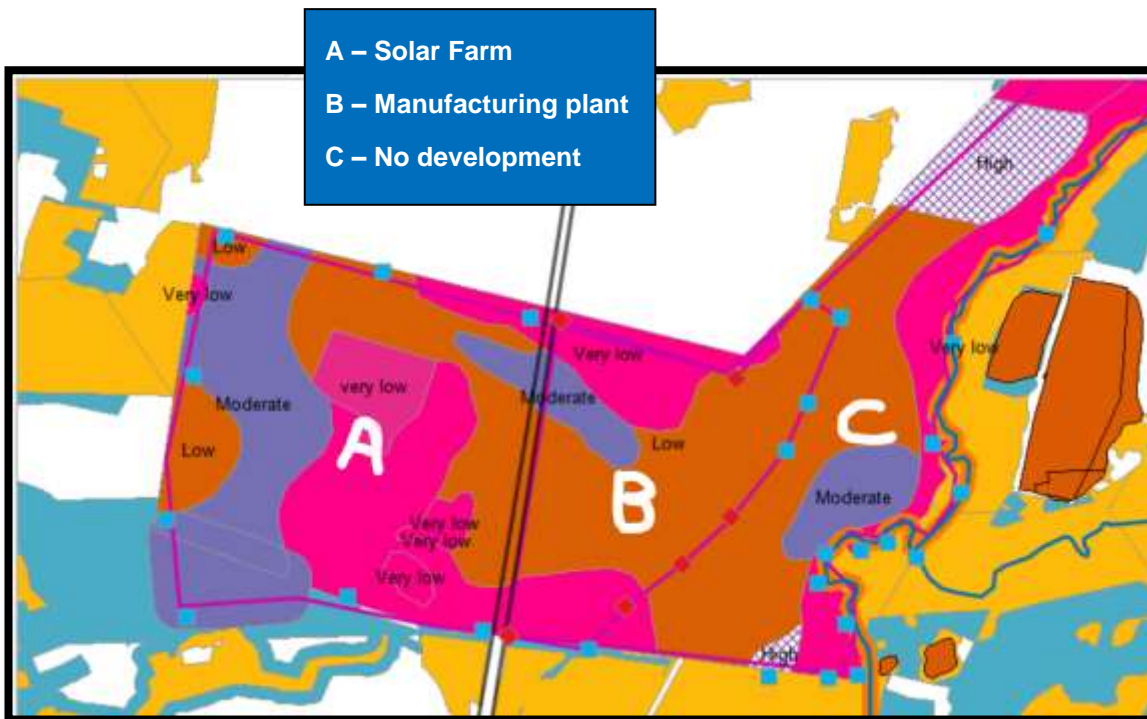 A – Solar Farm
B – Manufacturing plant
C – No development
High
Low
Very low
Very low
Very low
Moderate
very low
Moderate
Low
Low
A
B
C
Moderate
Very low
Very low
Very low
High